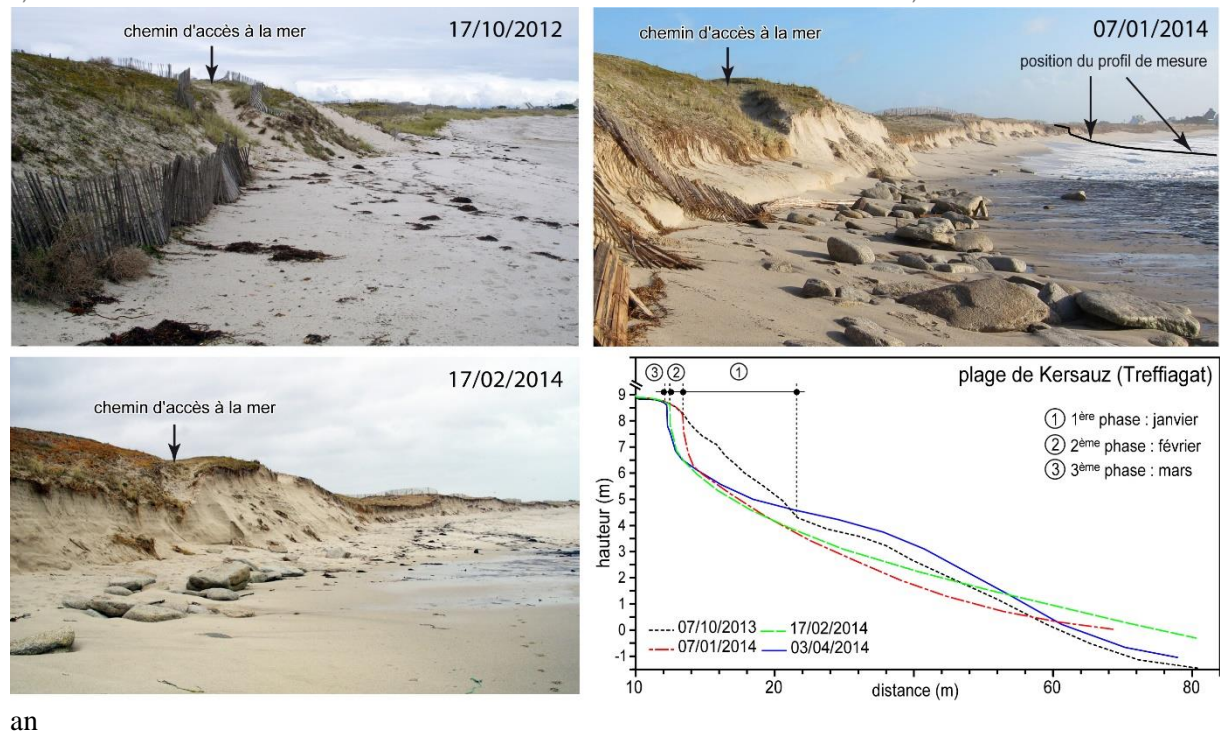 chemin d'accès à la mer
17/10/2012
chemin d'accès à la mer
07/01/2014
position du profil de mesure
17/02/2014
chemin d'accès à la mer
③ ② ①
plage de Kersauz (Treffiagat)
① 1ère phase : janvier
② 2ème phase : février
③ 3ème phase : mars
hauteur (m)
9
8
7
6
5
4
3
2
1
0
-1
07/10/2013
17/02/2014
07/01/2014
03/04/2014
10
20
60
80
distance (m)
an